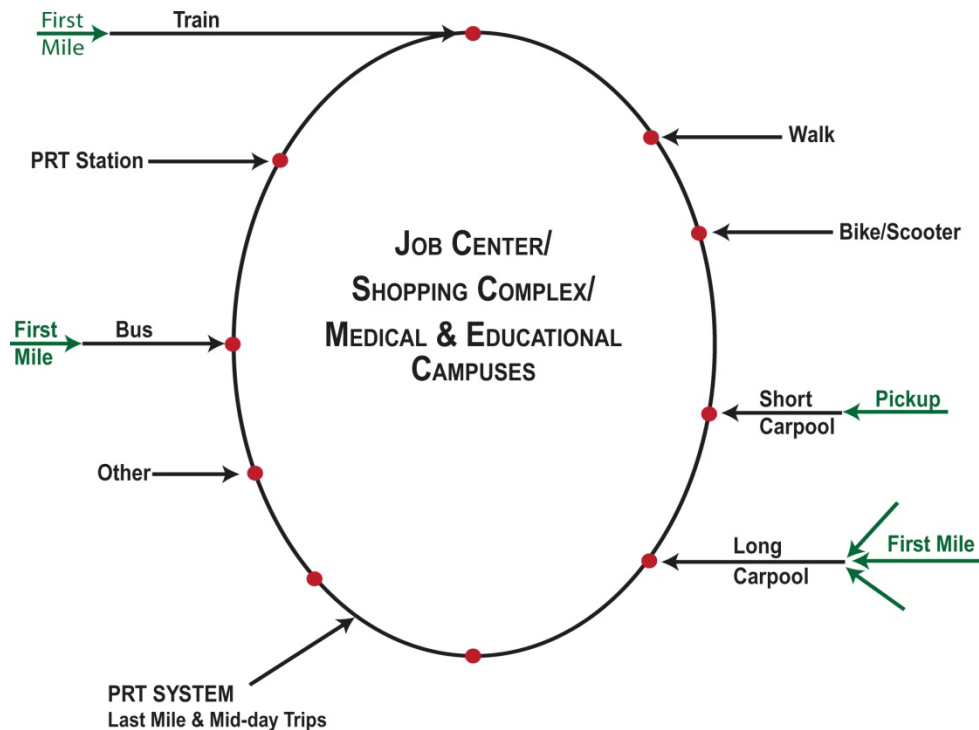 First
Mile
Train
Walk
PRT Station
Bike/Scooter
JOB CENTER/
SHOPPING COMPLEX/
MEDICAL & EDUCATIONAL
CAMPUSES
First
Mile
Bus
Short
Carpool
Pickup
Other
Long
Carpool
First Mile
PRT SYSTEM
Last Mile & Mid-day Trips